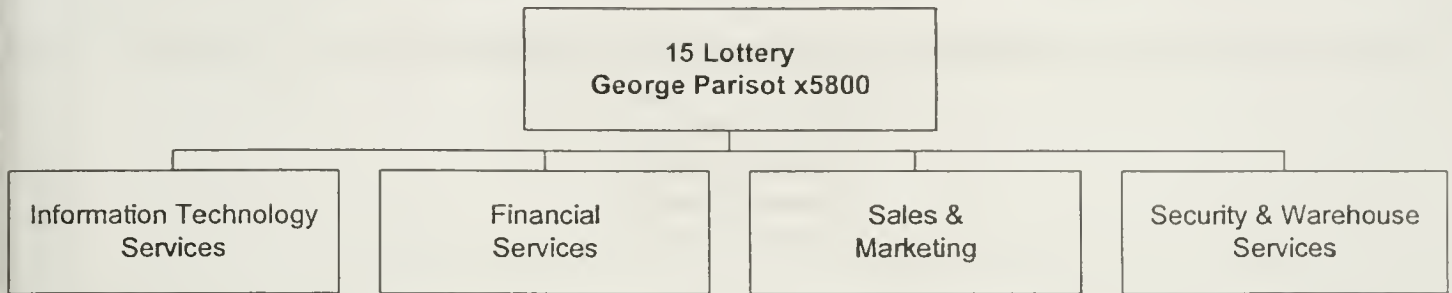 15 Lottery
George Parisot x5800
Information Technology
Services
Financial
Services
Sales &
Marketing
Security & Warehouse
Services